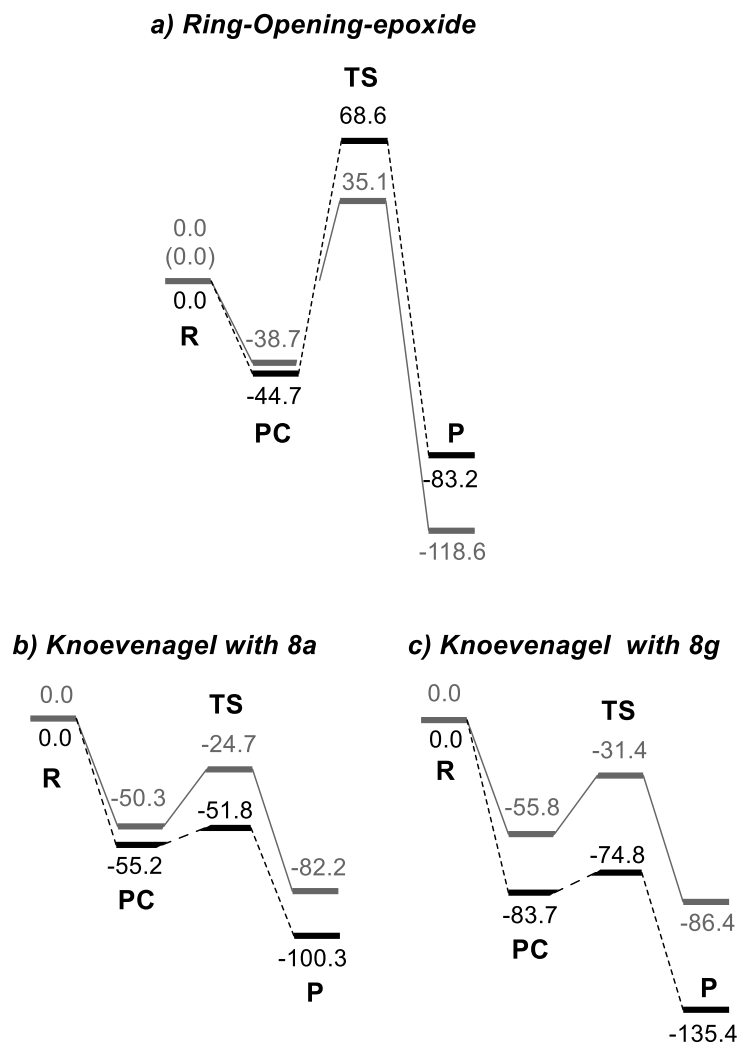 a) Ring-Opening-epoxide
TS
68.6
35.1
0.0
(0.0)
0.0
R
-38.7
-44.7
PC
P
-83.2
-118.6
b) Knoevenagel with 8a
0.0
0.0
R
TS
-24.7
-50.3
-51.8
-55.2
PC
-82.2
-100.3
P
c) Knoevenagel with 8g
0.0
0.0
R
TS
-31.4
-55.8
-74.8
-83.7
PC
-86.4
P
-135.4